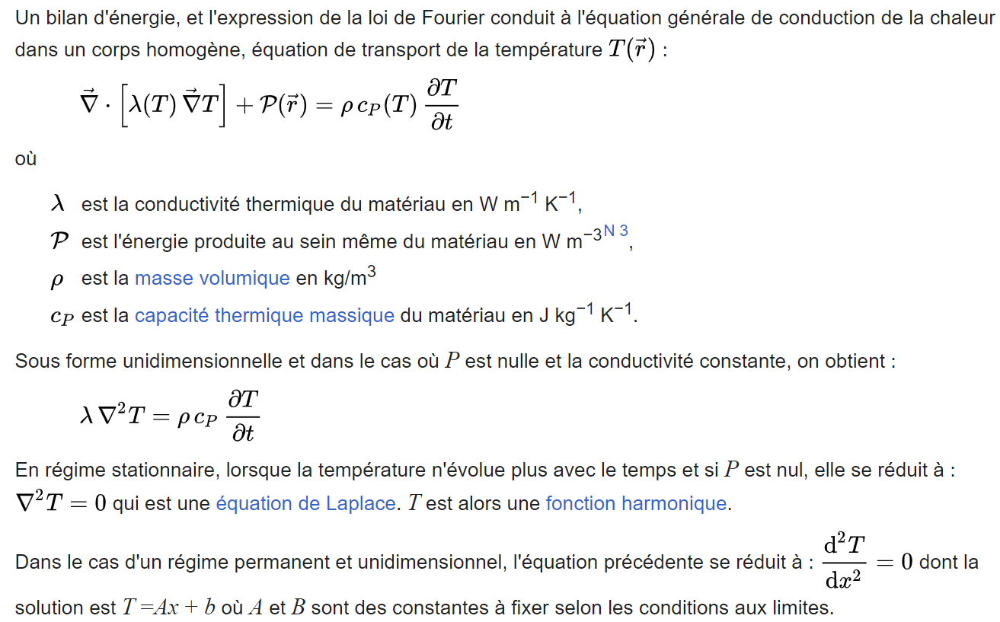 Un bilan d'énergie, et l'expression de la loi de Fourier conduit à l'équation générale de conduction de la chaleur
dans un corps homogène, équation de transport de la température $T(\vec{r})$ :
$\vec{\nabla} \cdot \left[ \lambda(T) \, \vec{\nabla} T \right] + \mathcal{P}(\vec{r}) = \rho \, c_P(T) \, \frac{\partial T}{\partial t}$
où
$\lambda$ est la conductivité thermique du matériau en W m$^{-1}$ K$^{-1}$,
$\mathcal{P}$ est l'énergie produite au sein même du matériau en W m$^{-3}$$^{N 3}$,
$\rho$ est la masse volumique en kg/m$^3$
$c_P$ est la capacité thermique massique du matériau en J kg$^{-1}$ K$^{-1}$.
Sous forme unidimensionnelle et dans le cas où $P$ est nulle et la conductivité constante, on obtient :
$\lambda \, \nabla^2 T = \rho \, c_P \, \frac{\partial T}{\partial t}$
En régime stationnaire, lorsque la température n'évolue plus avec le temps et si $P$ est nul, elle se réduit à :
$\nabla^2 T = 0$ qui est une équation de Laplace. $T$ est alors une fonction harmonique.
Dans le cas d'un régime permanent et unidimensionnel, l'équation précédente se réduit à : $\frac{\mathrm{d}^2 T}{\mathrm{d}x^2} = 0$ dont la
solution est $T = Ax + b$ où $A$ et $B$ sont des constantes à fixer selon les conditions aux limites.